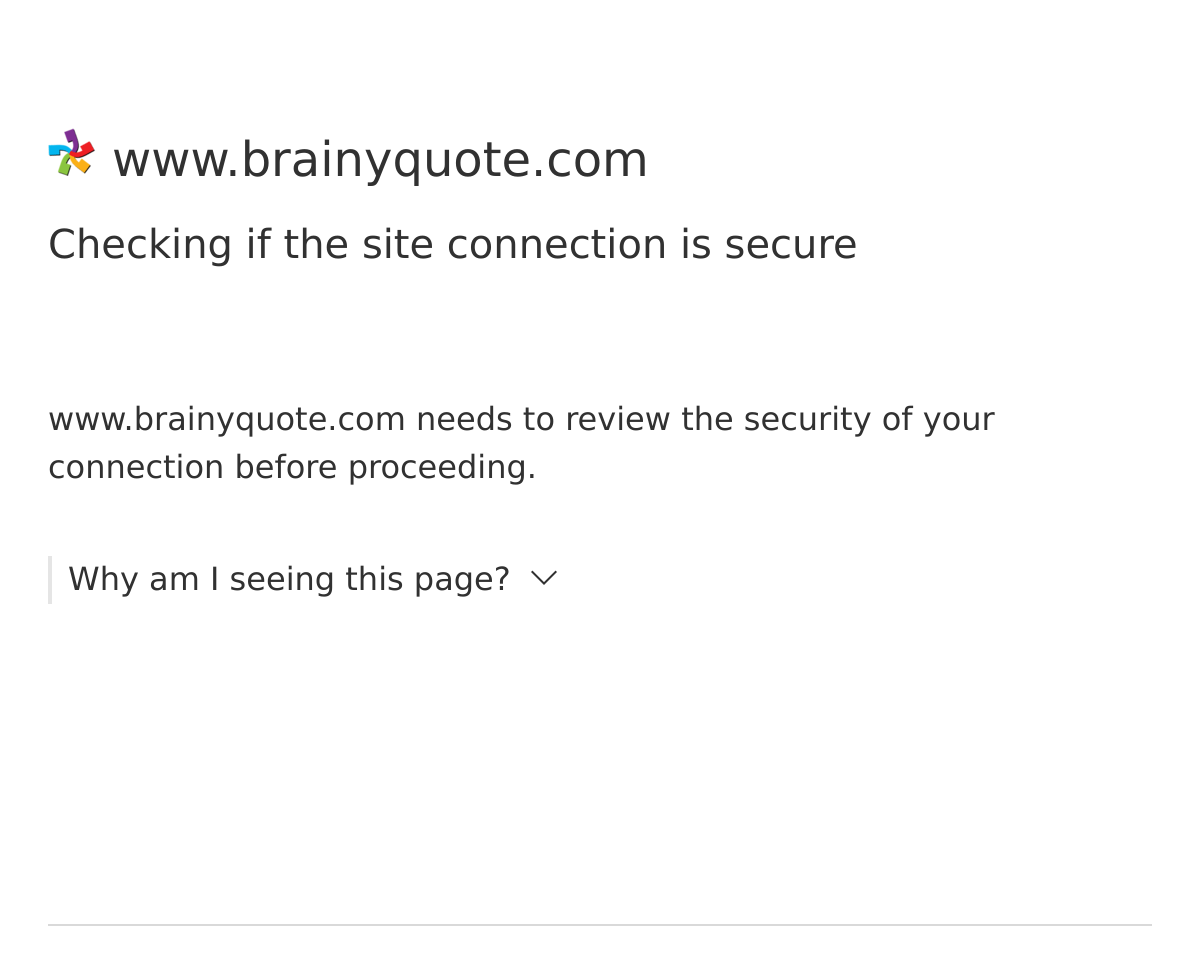 www.brainyquote.com
Checking if the site connection is secure
www.brainyquote.com needs to review the security of your
connection before proceeding.
Why am I seeing this page?